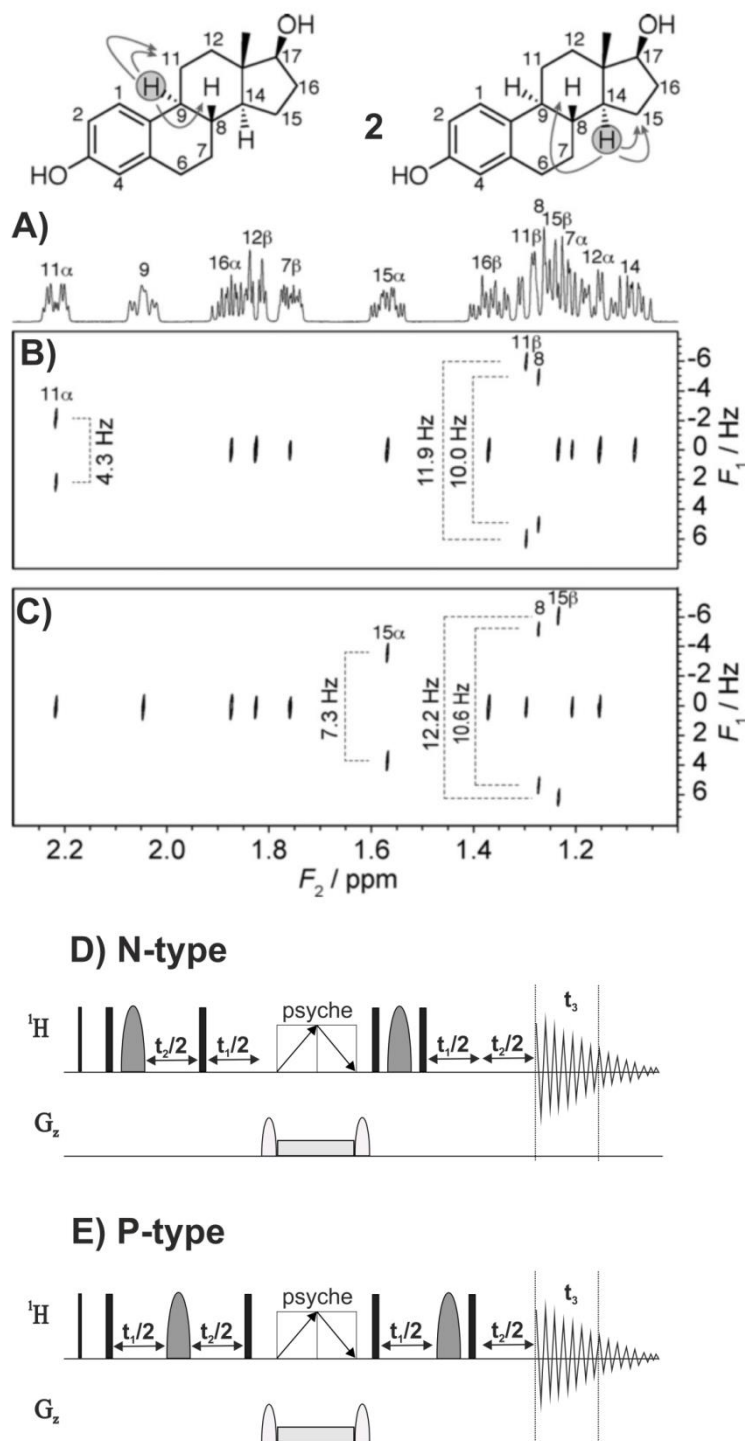 OH
12
11
17
H
H
16
1
9
14
2
8
15
H
7
HO
4
6
2
OH
12
11
17
H
H
16
1
9
14
2
8
15
H
7
HO
4
6
A)
11α
9
16α
12β
7β
15α
16β
11β
8
15β
7α
12α
14
B)
11α
4.3 Hz
11β
8
11.9 Hz
10.0 Hz
-6
-4
-2
0
2
4
6
F1 / Hz
C)
15α
7.3 Hz
8
15β
12.2 Hz
10.6 Hz
-6
-4
-2
0
2
4
6
F1 / Hz
2.2 2.0 1.8 1.6 1.4 1.2
F2 / ppm
D) N-type
¹H
t₂/2
t₁/2
psyche
t₁/2
t₂/2
t₃
Gz
E) P-type
¹H
t₁/2
t₂/2
psyche
t₁/2
t₂/2
t₃
Gz